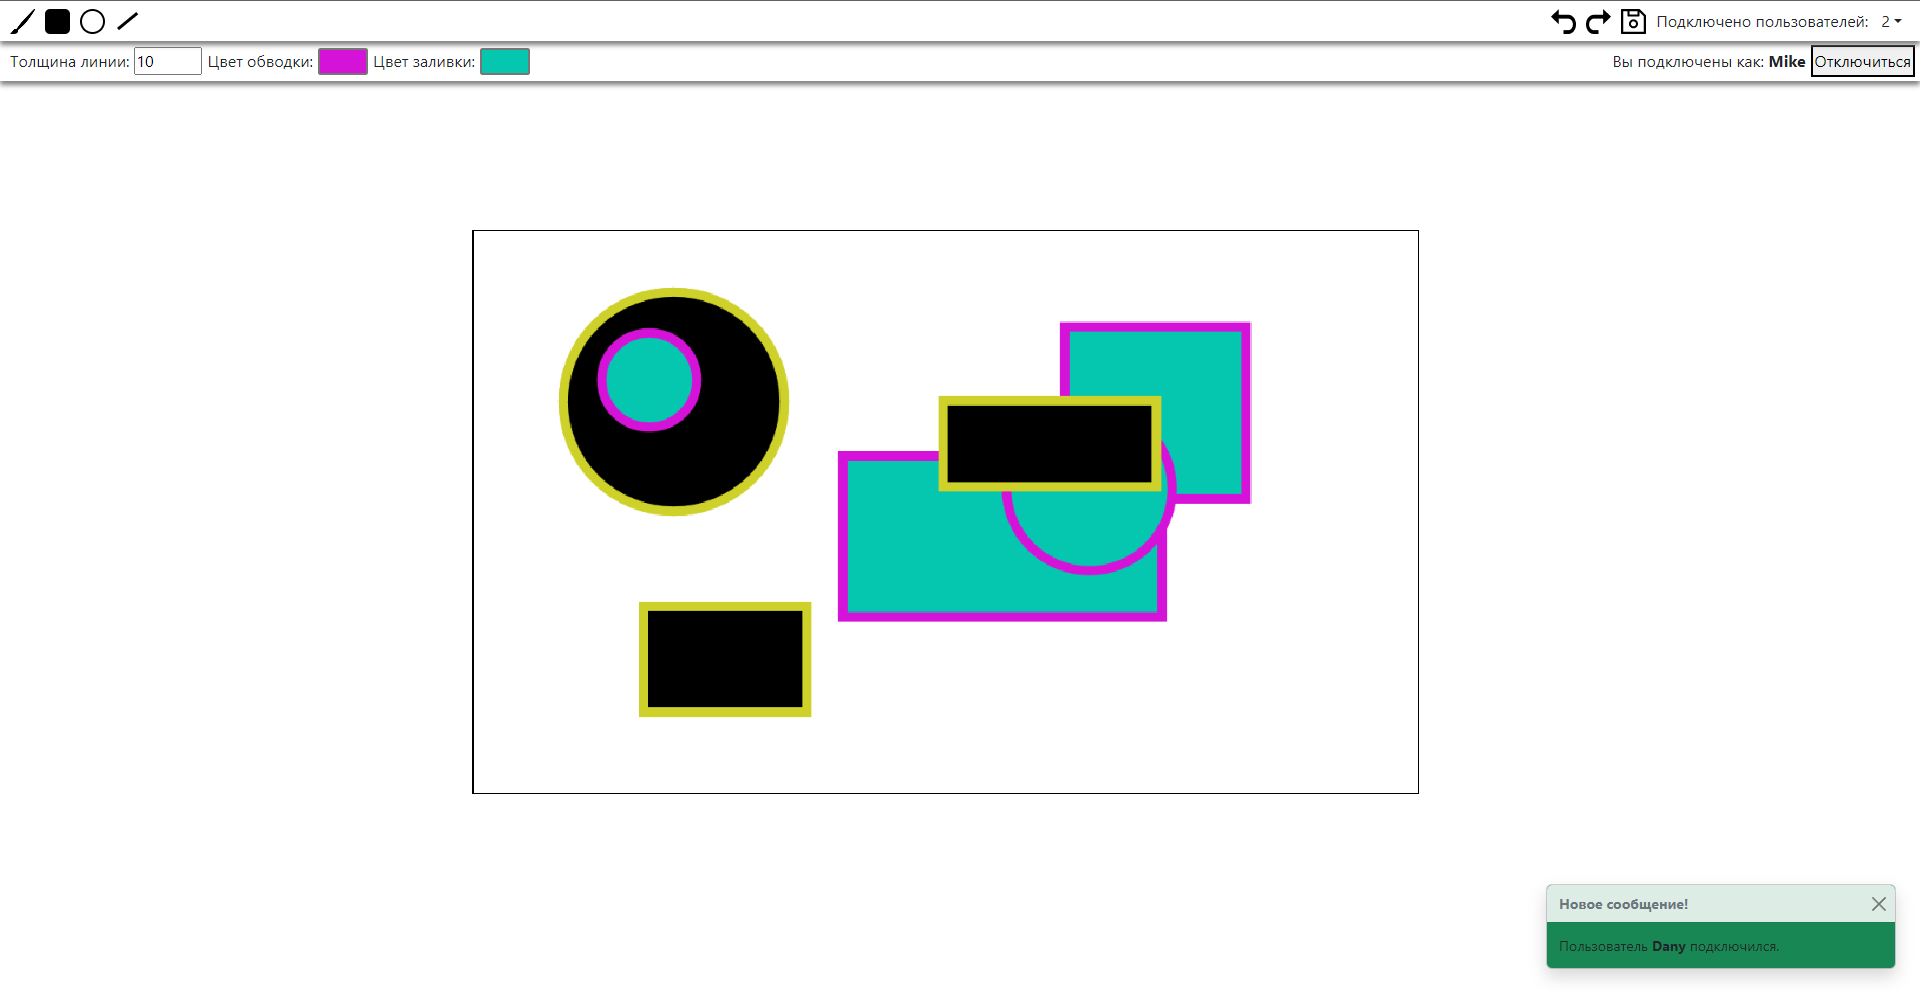 Подключено пользователей: 2
Толщина линии: 10 Цвет обводки: Цвет заливки: Вы подключены как: Mike Отключиться
Новое сообщение!
Пользователь Dany подключился.